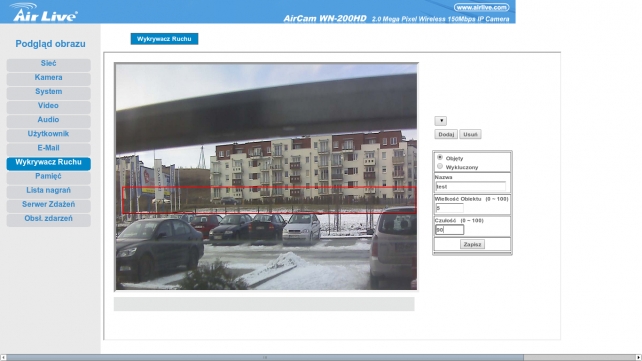 Air Live®
www.airlive.com
AirCam WN-200HD 2.0 Mega Pixel Wireless 150Mbps IP Camera
Podgląd obrazu
Sieć
Kamera
System
Video
Audio
Użytkownik
E-Mail
Wykrywacz Ruchu
Pamięć
Lista nagrań
Serwer Zdażeń
Obsł. zdarzeń
Wykrywacz Ruchu
Dodaj
Usuń
Objęty
Wykluczony
Nazwa
test
Wielkość Obiektu (0 ~ 100)
5
Czułość (0 ~ 100)
90
Zapisz